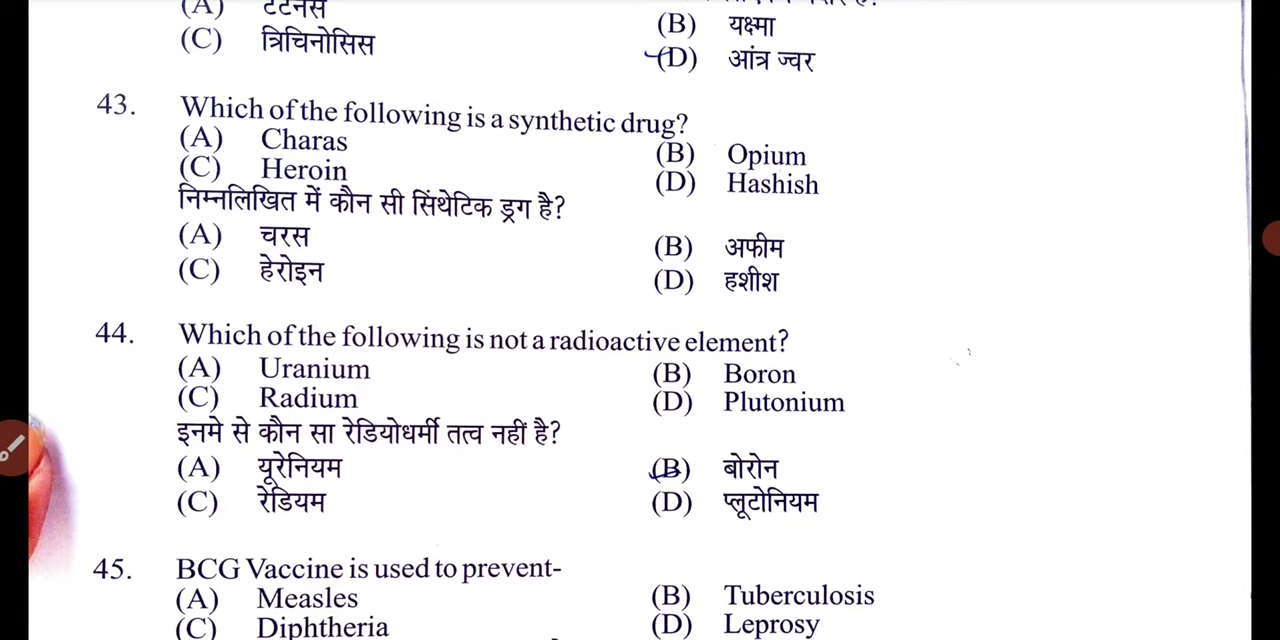 (A) टेटनस
(B) यक्ष्मा
(C) त्रिचिनोसिस
(D) आंत्र ज्वर
43. Which of the following is a synthetic drug?
(A) Charas
(B) Opium
(C) Heroin
(D) Hashish
निम्नलिखित में कौन सी सिंथेटिक ड्रग है?
(A) चरस
(B) अफीम
(C) हेरोइन
(D) हशीश
44. Which of the following is not a radioactive element?
(A) Uranium
(B) Boron
(C) Radium
(D) Plutonium
इनमे से कौन सा रेडियोधर्मी तत्व नहीं है?
(A) यूरेनियम
(B) बोरोन
(C) रेडियम
(D) प्लूटोनियम
45. BCG Vaccine is used to prevent-
(A) Measles
(B) Tuberculosis
(C) Diphtheria
(D) Leprosy